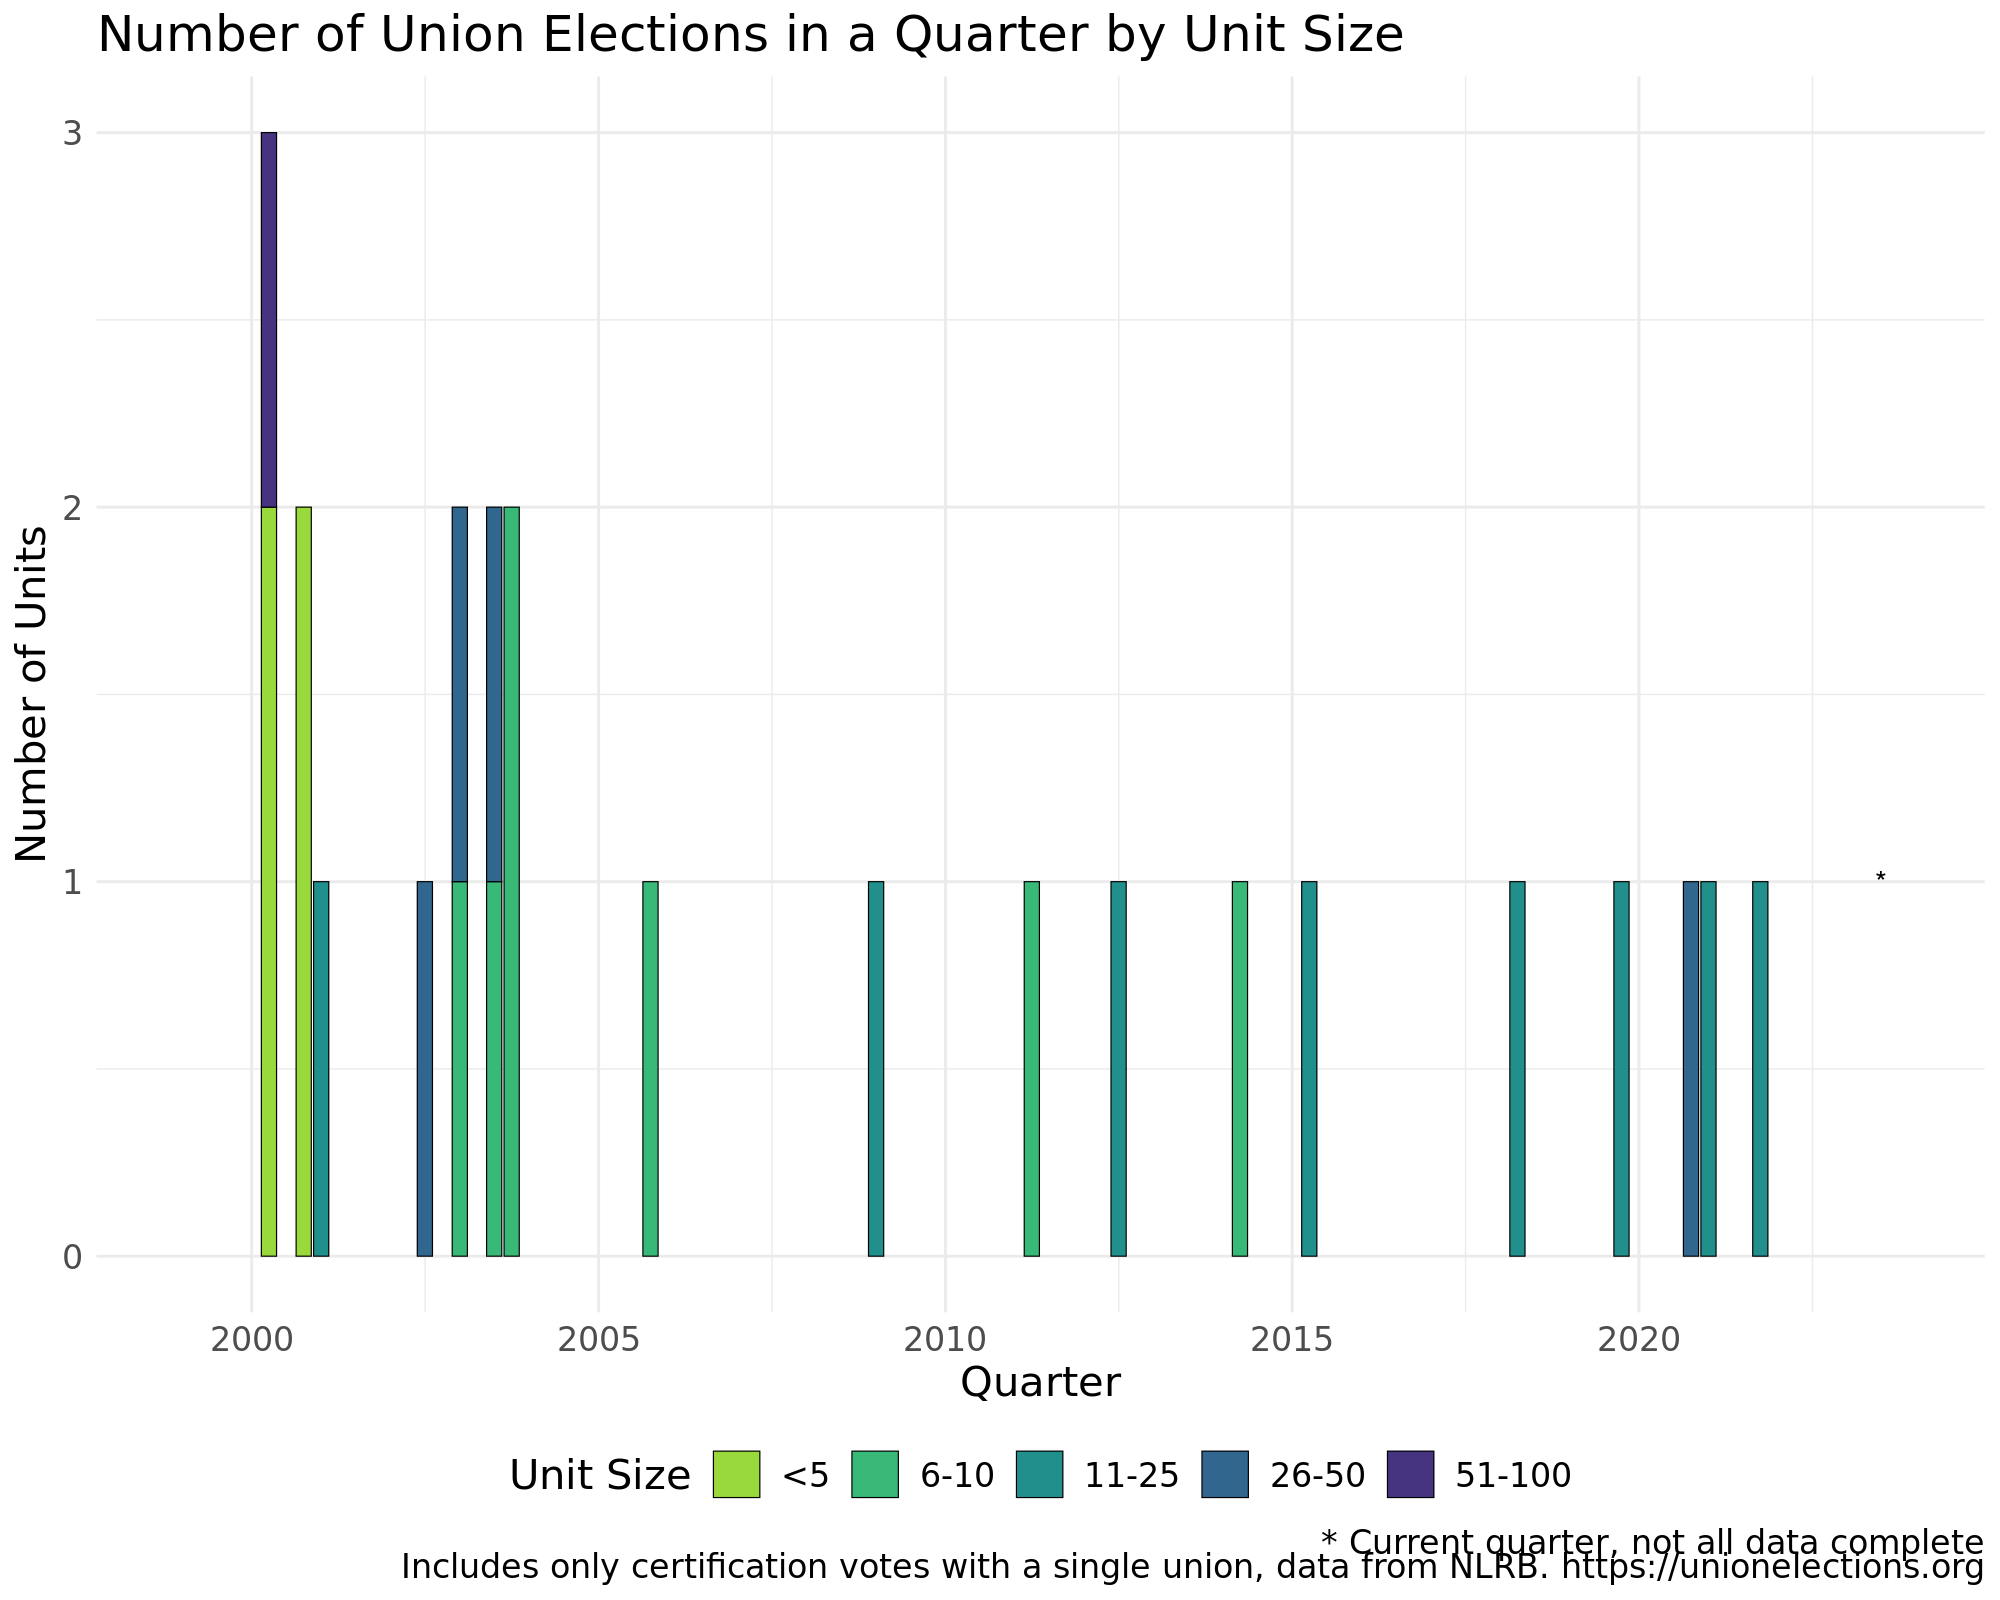 Number of Union Elections in a Quarter by Unit Size
Number of Units
3
2
1
0
*
2000 2005 2010 2015 2020
Quarter
Unit Size <5 6-10 11-25 26-50 51-100
* Current quarter, not all data complete
Includes only certification votes with a single union, data from NLRB. https://unionelections.org